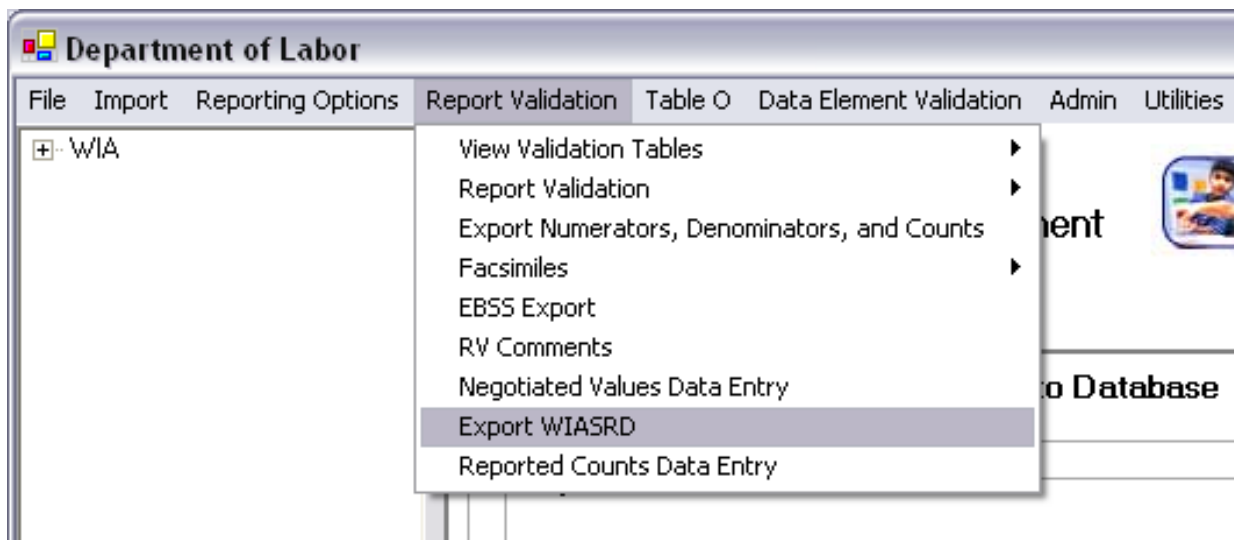 Department of Labor
File Import Reporting Options Report Validation Table O Data Element Validation Admin Utilities
WIA
View Validation Tables
Report Validation
Export Numerators, Denominators, and Counts
Facsimiles
EBSS Export
RV Comments
Negotiated Values Data Entry
Export WIASRD
Reported Counts Data Entry
Database